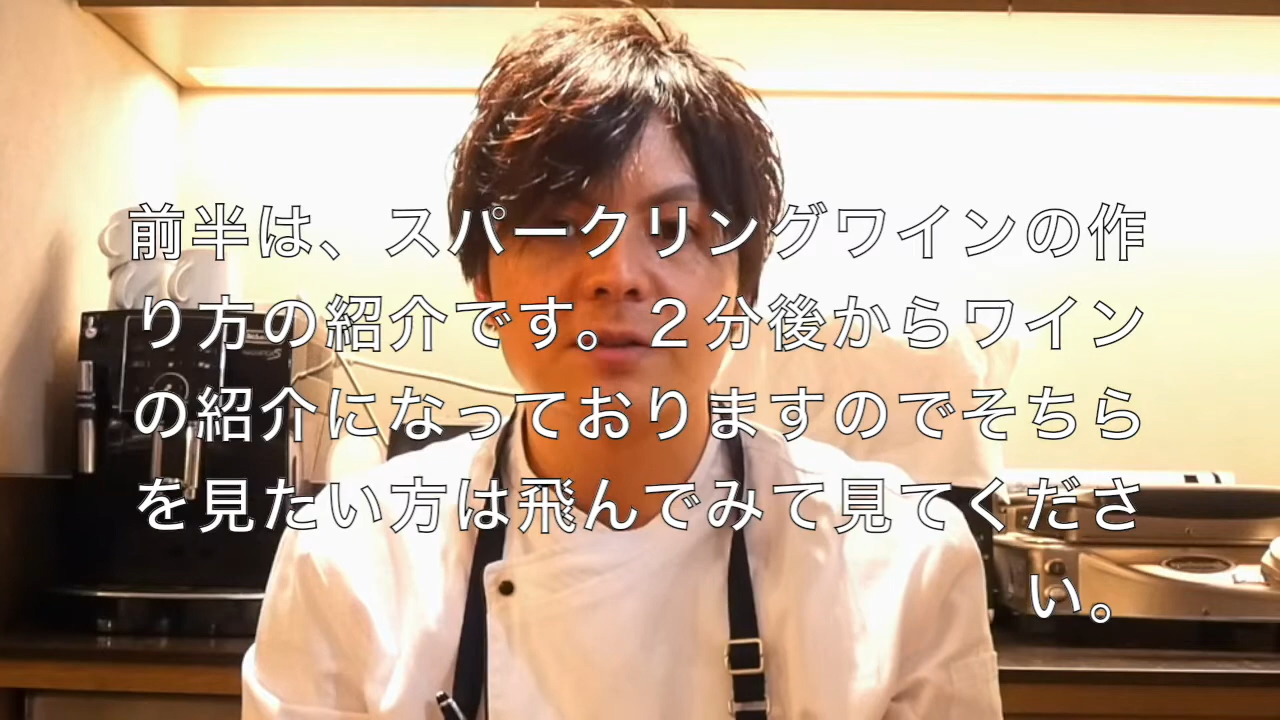 前半は、スパークリングワインの作
り方の紹介です。２分後からワイン
の紹介になっておりますのでそちら
を見たい方は飛んでみて見てくださ
い。